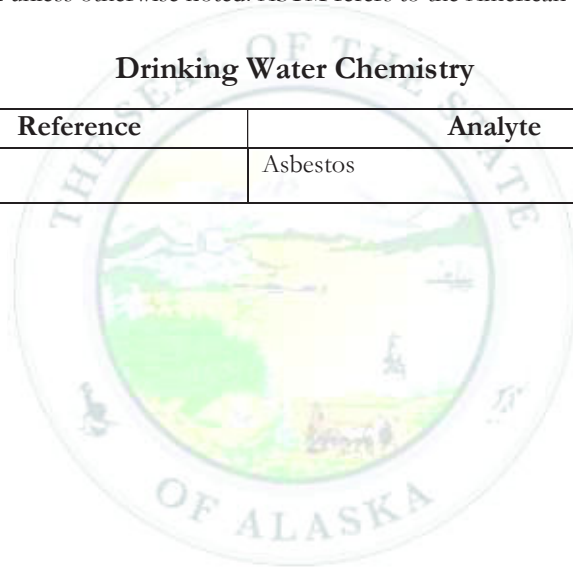 unless otherwise noted. ASTM refers to the American
Drinking Water Chemistry
Reference Analyte
Asbestos
THE SEAL OF THE STATE
OF ALASKA